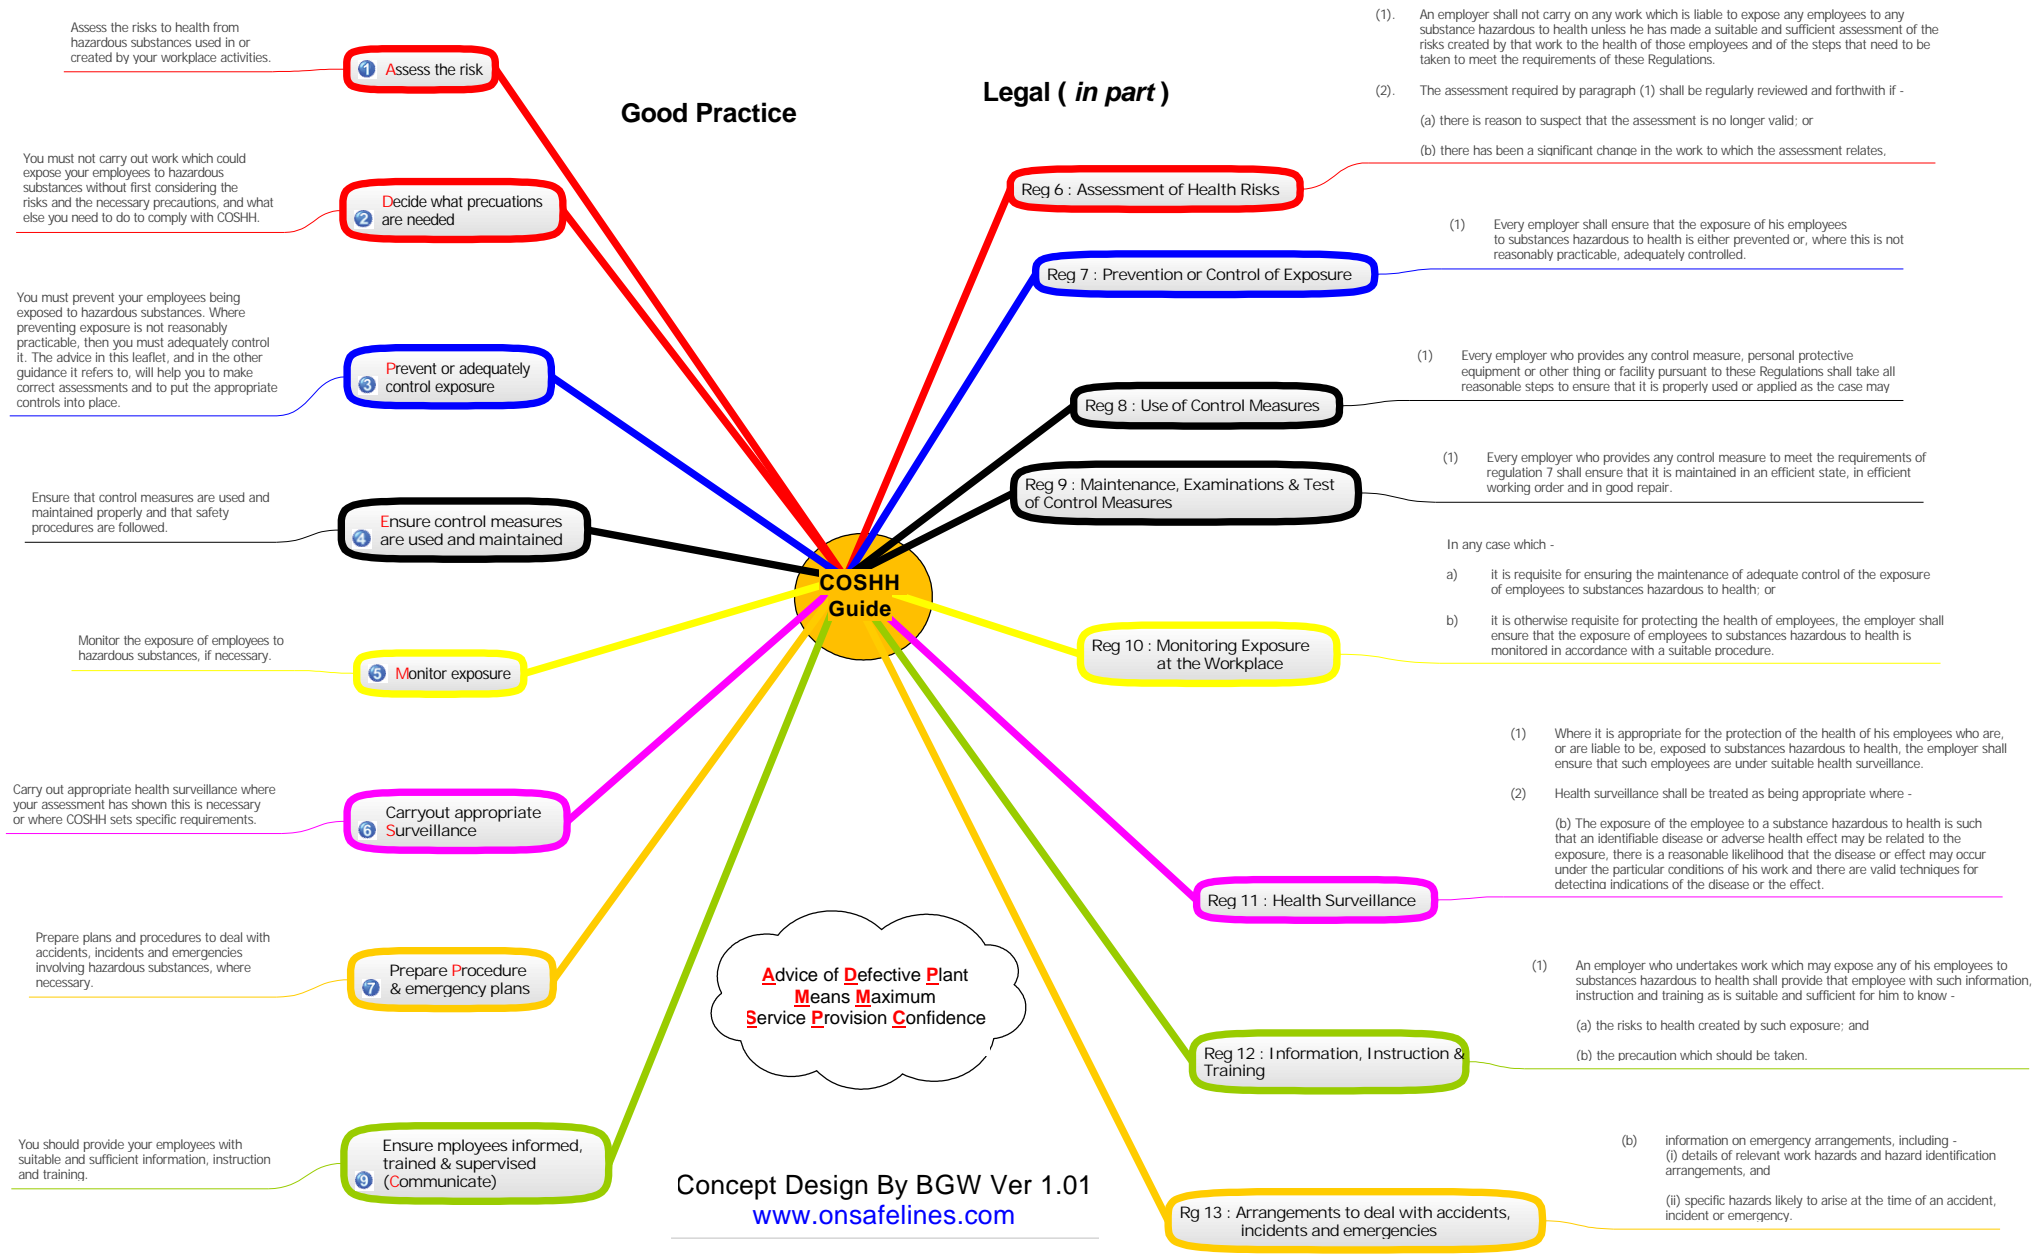 Good Practice
Assess the risks to health from
hazardous substances used in or
created by your workplace activities.
1 Assess the risk
You must not carry out work which could
expose your employees to hazardous
substances without first considering the
risks and the necessary precautions, and what
else you need to do to comply with COSHH.
2 Decide what precuations
are needed
You must prevent your employees being
exposed to hazardous substances. Where
preventing exposure is not reasonably
practicable, then you must adequately control
it. The advice in this leaflet, and in the other
guidance it refers to, will help you to make
correct assessments and to put the appropriate
controls into place.
3 Prevent or adequately
control exposure
Ensure that control measures are used and
maintained properly and that safety
procedures are followed.
4 Ensure control measures
are used and maintained
Monitor the exposure of employees to
hazardous substances, if necessary.
5 Monitor exposure
Carry out appropriate health surveillance where
your assessment has shown this is necessary
or where COSHH sets specific requirements.
6 Carryout appropriate
Surveillance
Prepare plans and procedures to deal with
accidents, incidents and emergencies
involving hazardous substances, where
necessary.
7 Prepare Procedure
& emergency plans
You should provide your employees with
suitable and sufficient information, instruction
and training.
9 Ensure mployees informed,
trained & supervised
(Communicate)
COSHH
Guide
Advice of Defective Plant
Means Maximum
Service Provision Confidence
Concept Design By BGW Ver 1.01
www.onsafelines.com
Legal ( in part )
Reg 6 : Assessment of Health Risks
(1). An employer shall not carry on any work which is liable to expose any employees to any
substance hazardous to health unless he has made a suitable and sufficient assessment of the
risks created by that work to the health of those employees and of the steps that need to be
taken to meet the requirements of these Regulations.
(2). The assessment required by paragraph (1) shall be regularly reviewed and forthwith if -
(a) there is reason to suspect that the assessment is no longer valid; or
(b) there has been a significant change in the work to which the assessment relates,
Reg 7 : Prevention or Control of Exposure
(1) Every employer shall ensure that the exposure of his employees
to substances hazardous to health is either prevented or, where this is not
reasonably practicable, adequately controlled.
Reg 8 : Use of Control Measures
(1) Every employer who provides any control measure, personal protective
equipment or other thing or facility pursuant to these Regulations shall take all
reasonable steps to ensure that it is properly used or applied as the case may
Reg 9 : Maintenance, Examinations & Test
of Control Measures
(1) Every employer who provides any control measure to meet the requirements of
regulation 7 shall ensure that it is maintained in an efficient state, in efficient
working order and in good repair.
Reg 10 : Monitoring Exposure
at the Workplace
In any case which -
a) it is requisite for ensuring the maintenance of adequate control of the exposure
of employees to substances hazardous to health; or
b) it is otherwise requisite for protecting the health of employees, the employer shall
ensure that the exposure of employees to substances hazardous to health is
monitored in accordance with a suitable procedure.
Reg 11 : Health Surveillance
(1) Where it is appropriate for the protection of the health of his employees who are,
or are liable to be, exposed to substances hazardous to health, the employer shall
ensure that such employees are under suitable health surveillance.
(2) Health surveillance shall be treated as being appropriate where -
(b) The exposure of the employee to a substance hazardous to health is such
that an identifiable disease or adverse health effect may be related to the
exposure, there is a reasonable likelihood that the disease or effect may occur
under the particular conditions of his work and there are valid techniques for
detecting indications of the disease or the effect.
Reg 12 : Information, Instruction &
Training
(1) An employer who undertakes work which may expose any of his employees to
substances hazardous to health shall provide that employee with such information,
instruction and training as is suitable and sufficient for him to know -
(a) the risks to health created by such exposure; and
(b) the precaution which should be taken.
Rg 13 : Arrangements to deal with accidents,
incidents and emergencies
(b) information on emergency arrangements, including -
(i) details of relevant work hazards and hazard identification
arrangements, and
(ii) specific hazards likely to arise at the time of an accident,
incident or emergency.